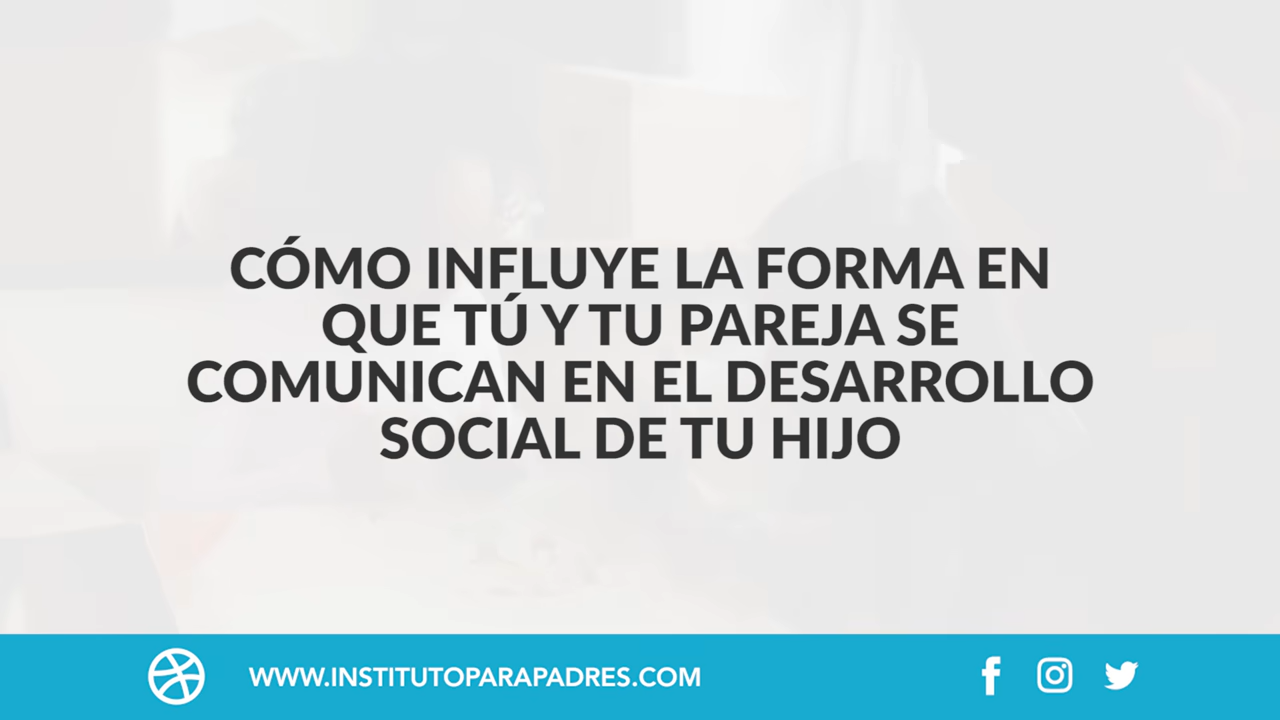 CÓMO INFLUYE LA FORMA EN
QUE TÚ Y TU PAREJA SE
COMUNICAN EN EL DESARROLLO
SOCIAL DE TU HIJO
WWW.INSTITUTOPARAPADRES.COM